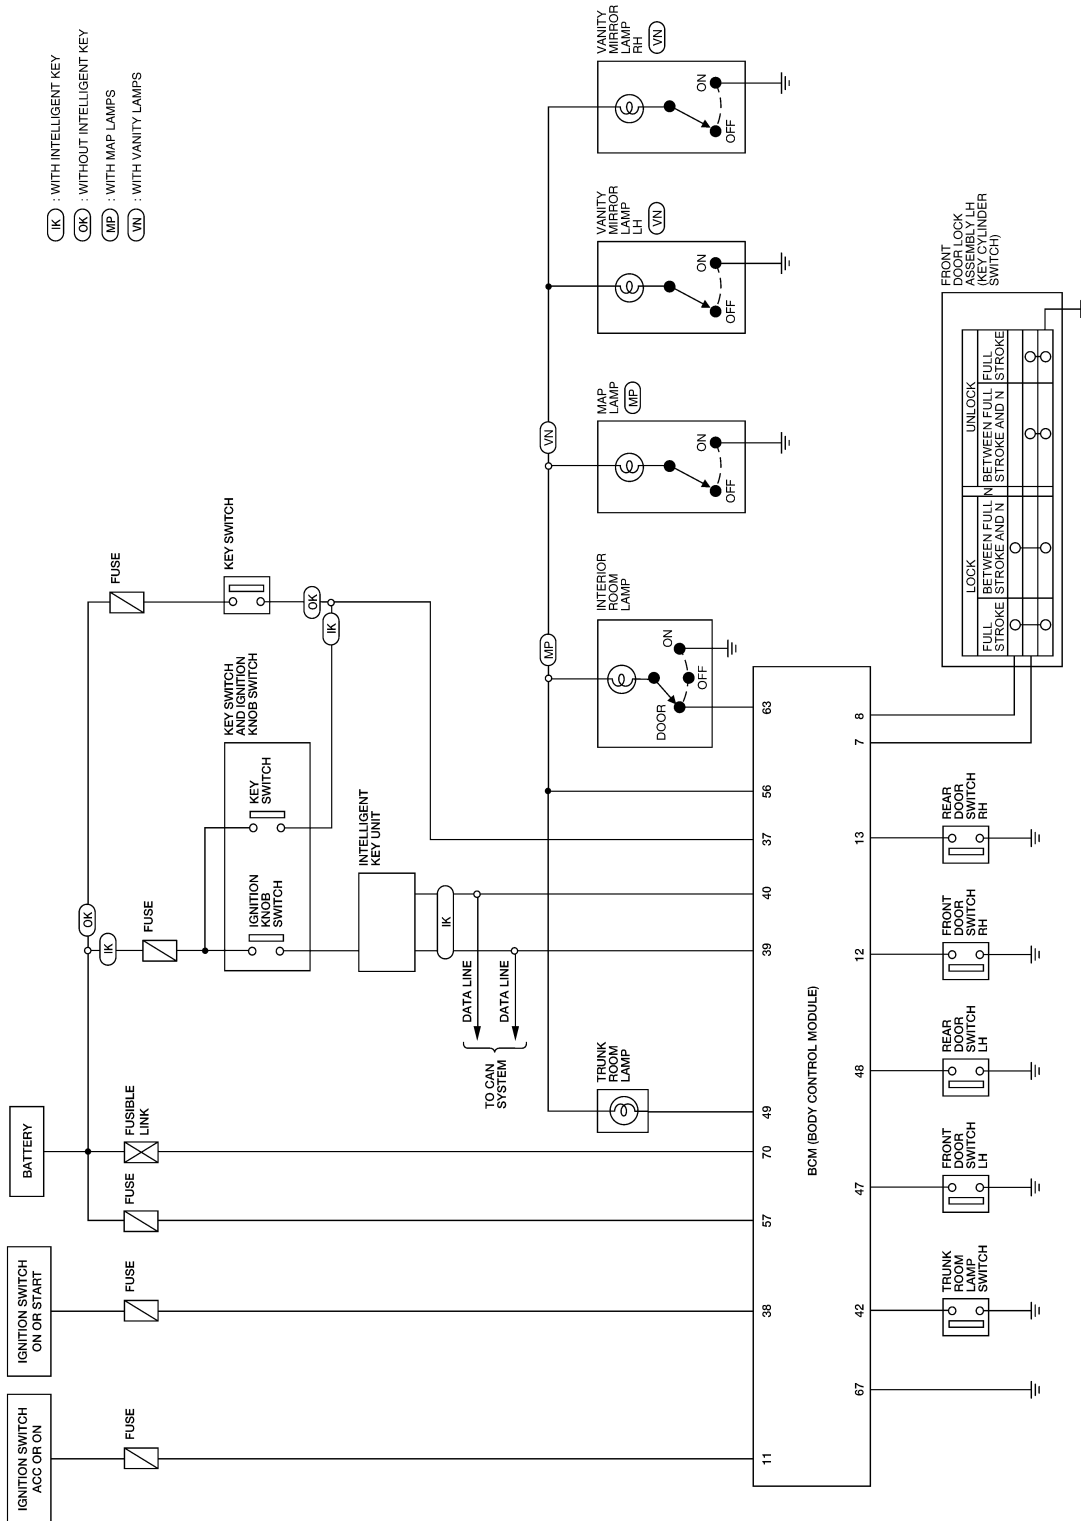 IGNITION SWITCH
ACC OR ON
IGNITION SWITCH
ON OR START
BATTERY
IK : WITH INTELLIGENT KEY
OK : WITHOUT INTELLIGENT KEY
MP : WITH MAP LAMPS
VN : WITH VANITY LAMPS
FUSE
FUSE
FUSE
FUSIBLE
LINK
OK
IK
FUSE
FUSE
KEY SWITCH
AND IGNITION
KNOB SWITCH
IGNITION
KNOB
SWITCH
KEY
SWITCH
KEY SWITCH
OK
IK
INTELLIGENT
KEY UNIT
IK
DATA LINE
DATA LINE
TO CAN
SYSTEM
MP
VN
TRUNK
ROOM
LAMP
INTERIOR
ROOM
LAMP
DOOR
OFF
ON
MAP
LAMP
MP
OFF
ON
VANITY
MIRROR
LAMP
LH
VN
OFF
ON
VANITY
MIRROR
LAMP
RH
VN
OFF
ON
11
38
57
70
49
39
40
37
56
63
BCM (BODY CONTROL MODULE)
67
42
47
48
12
13
7
8
TRUNK
ROOM
LAMP
SWITCH
FRONT
DOOR
SWITCH
LH
REAR
DOOR
SWITCH
LH
FRONT
DOOR
SWITCH
RH
REAR
DOOR
SWITCH
RH
FRONT
DOOR LOCK
ASSEMBLY LH
(KEY CYLINDER
SWITCH)
LOCK
N
UNLOCK
FULL
STROKE
BETWEEN FULL
STROKE AND N
BETWEEN FULL
STROKE AND N
FULL
STROKE